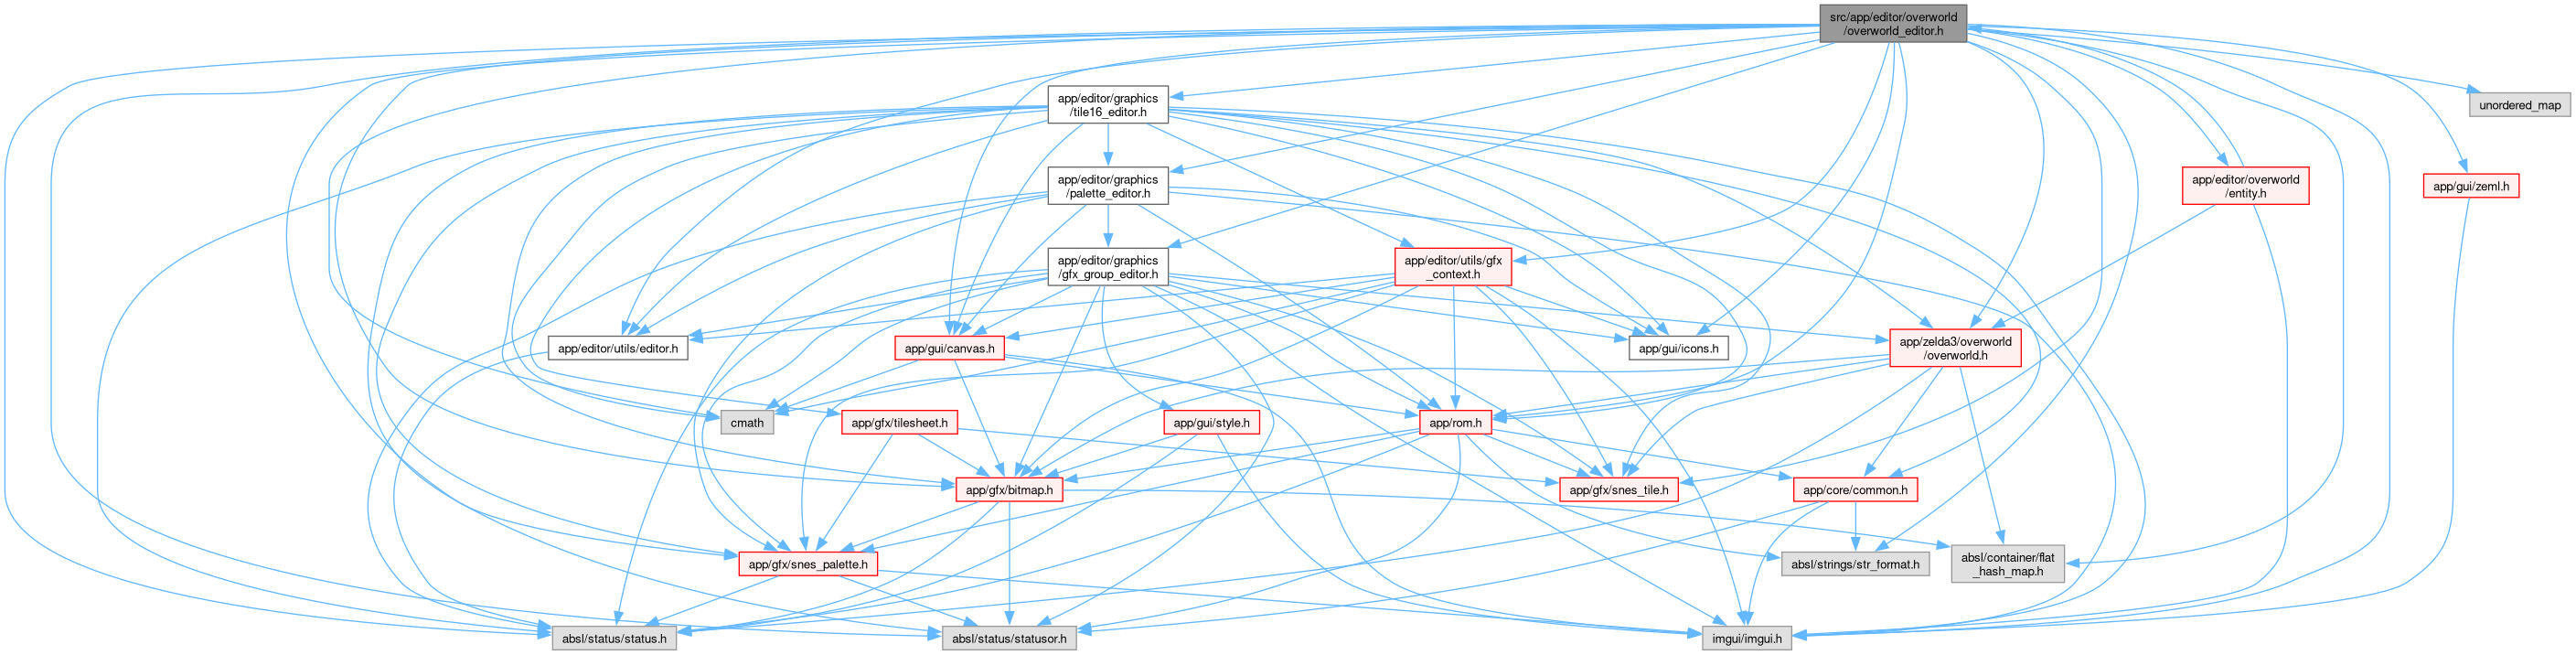 src/app/editor/overworld
/overworld_editor.h
app/editor/graphics
/tile16_editor.h
unordered_map
app/editor/graphics
/palette_editor.h
app/editor/overworld
/entity.h
app/gui/zeml.h
app/editor/graphics
/gfx_group_editor.h
app/editor/utils/gfx
_context.h
app/editor/utils/editor.h
app/gui/canvas.h
app/gui/icons.h
app/zelda3/overworld
/overworld.h
cmath
app/gfx/tilesheet.h
app/gui/style.h
app/rom.h
app/gfx/bitmap.h
app/gfx/snes_tile.h
app/core/common.h
app/gfx/snes_palette.h
absl/strings/str_format.h
absl/container/flat
_hash_map.h
absl/status/status.h
absl/status/statusor.h
imgui/imgui.h